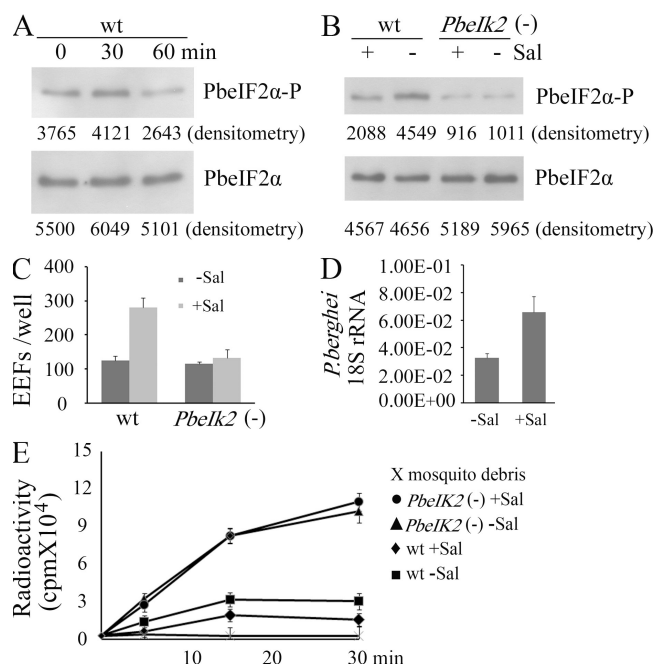 A
wt
0 30 60 min
PbeIF2α-P
3765 4121 2643 (densitometry)
PbeIF2α
5500 6049 5101 (densitometry)
B
wt PbeIk2 (-)
+ - + - Sal
PbeIF2α-P
2088 4549 916 1011 (densitometry)
PbeIF2α
4567 4656 5189 5965 (densitometry)
C
EEFs /well
400
300
200
100
0
-Sal
+Sal
wt PbeIk2 (-)
D
P.berghei
18S rRNA
1.00E-01
8.00E-02
6.00E-02
4.00E-02
2.00E-02
0.00E+00
-Sal +Sal
E
Radioactivity
(cpmX10⁴)
15
12
9
6
3
0
10 20 30 min
X mosquito debris
PbeIK2 (-) +Sal
PbeIK2 (-) -Sal
wt +Sal
wt -Sal